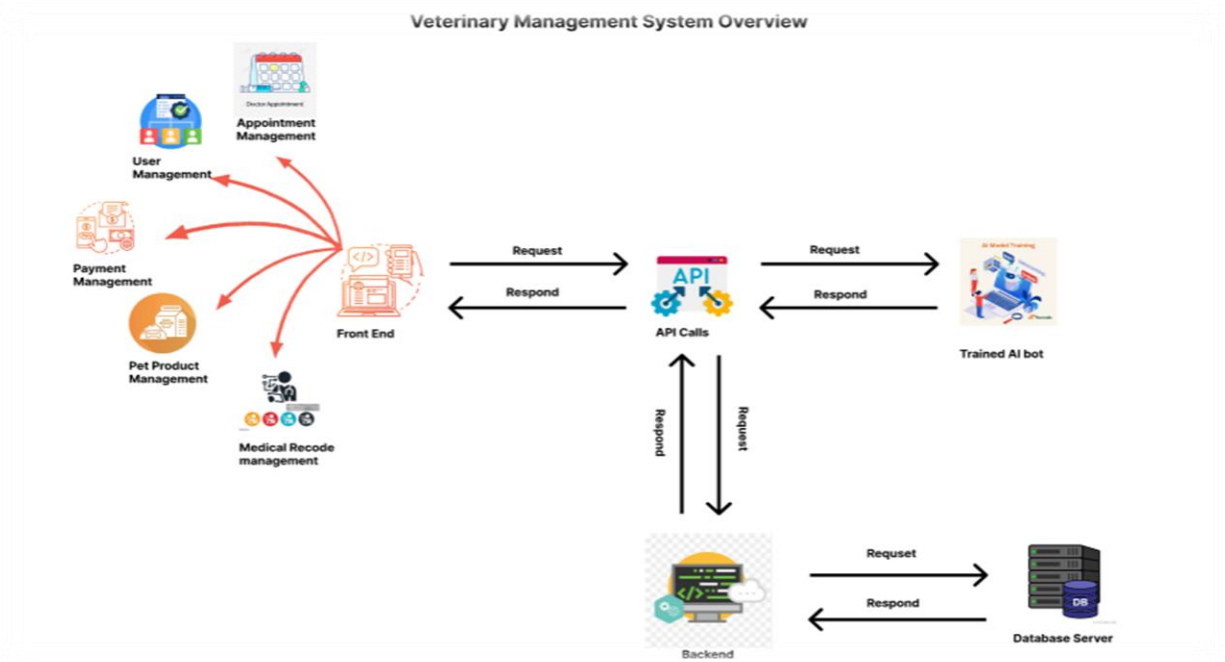 Veterinary Management System Overview
Doctor Appointment
Appointment
Management
User
Management
Payment
Management
Pet Product
Management
Medical Recode
management
</>
Front End
Request
Respond
API
API Calls
Request
Respond
AI Model Training
Trained AI bot
Respond
Request
</>
Backend
Requset
Respond
DB
Database Server